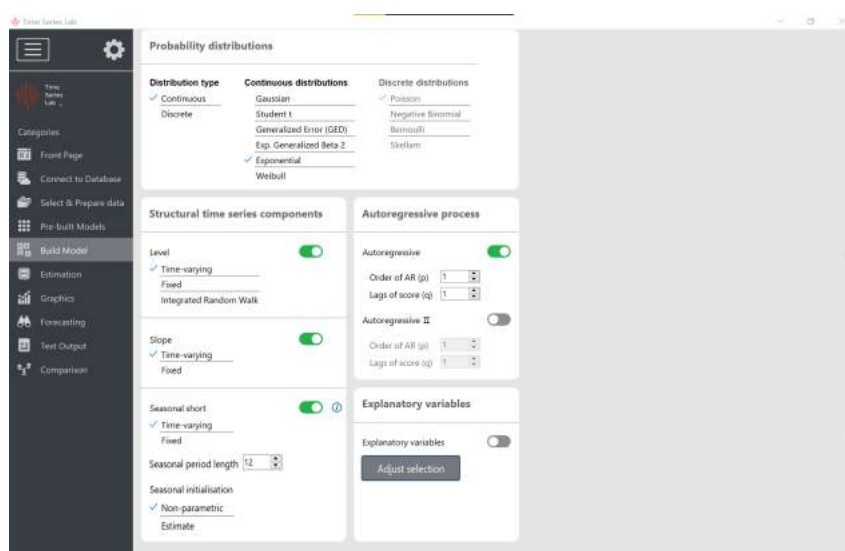 Time Series Lab
Time
Series
Lab
Categories
Front Page
Connect to Database
Select & Prepare data
Pre-built Models
Build Model
Estimation
Graphics
Forecasting
Text Output
Comparison
Probability distributions
Distribution type
Continuous
Discrete
Continuous distributions
Gaussian
Student t
Generalized Error (GED)
Exp. Generalized Beta 2
Exponential
Weibull
Discrete distributions
Poisson
Negative Binomial
Bernoulli
Skellam
Structural time series components
Level
Time-varying
Fixed
Integrated Random Walk
Slope
Time-varying
Fixed
Seasonal short
Time-varying
Fixed
Seasonal period length 12
Seasonal initialisation
Non-parametric
Estimate
Autoregressive process
Autoregressive
Order of AR (p) 1
Lags of score (q) 1
Autoregressive II
Order of AR (p) 1
Lags of score (q) 1
Explanatory variables
Explanatory variables
Adjust selection